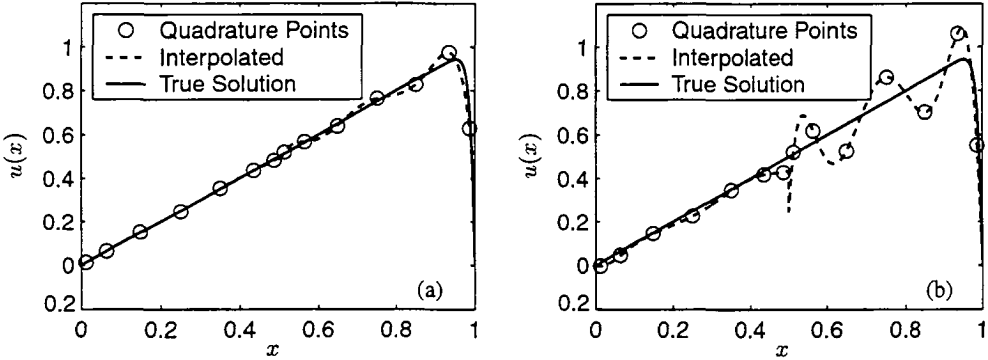 1
0.8
0.6
0.4
0.2
0
0.2
u(x)
Quadrature Points
Interpolated
True Solution
(a)
0 0.2 0.4 0.6 0.8 1
x
1
0.8
0.6
0.4
0.2
0
0.2
u(x)
Quadrature Points
Interpolated
True Solution
(b)
0 0.2 0.4 0.6 0.8 1
x